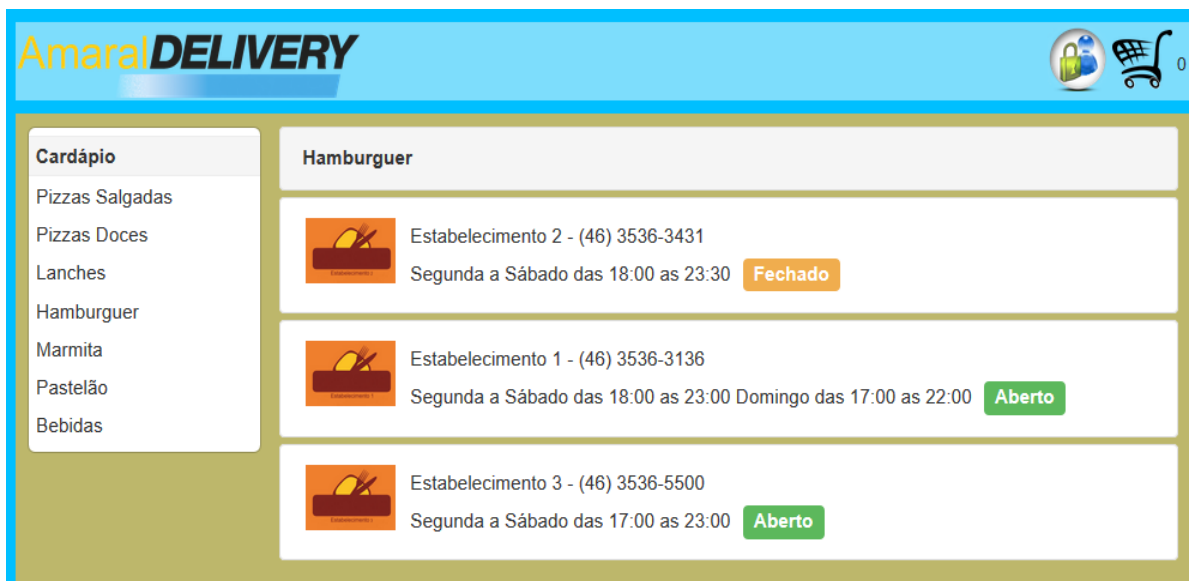 AmaralDELIVERY
0
Cardápio
Pizzas Salgadas
Pizzas Doces
Lanches
Hamburguer
Marmita
Pastelão
Bebidas
Hamburguer
Estabelecimento 2 - (46) 3536-3431
Segunda a Sábado das 18:00 as 23:30 Fechado
Estabelecimento 1 - (46) 3536-3136
Segunda a Sábado das 18:00 as 23:00 Domingo das 17:00 as 22:00 Aberto
Estabelecimento 3 - (46) 3536-5500
Segunda a Sábado das 17:00 as 23:00 Aberto